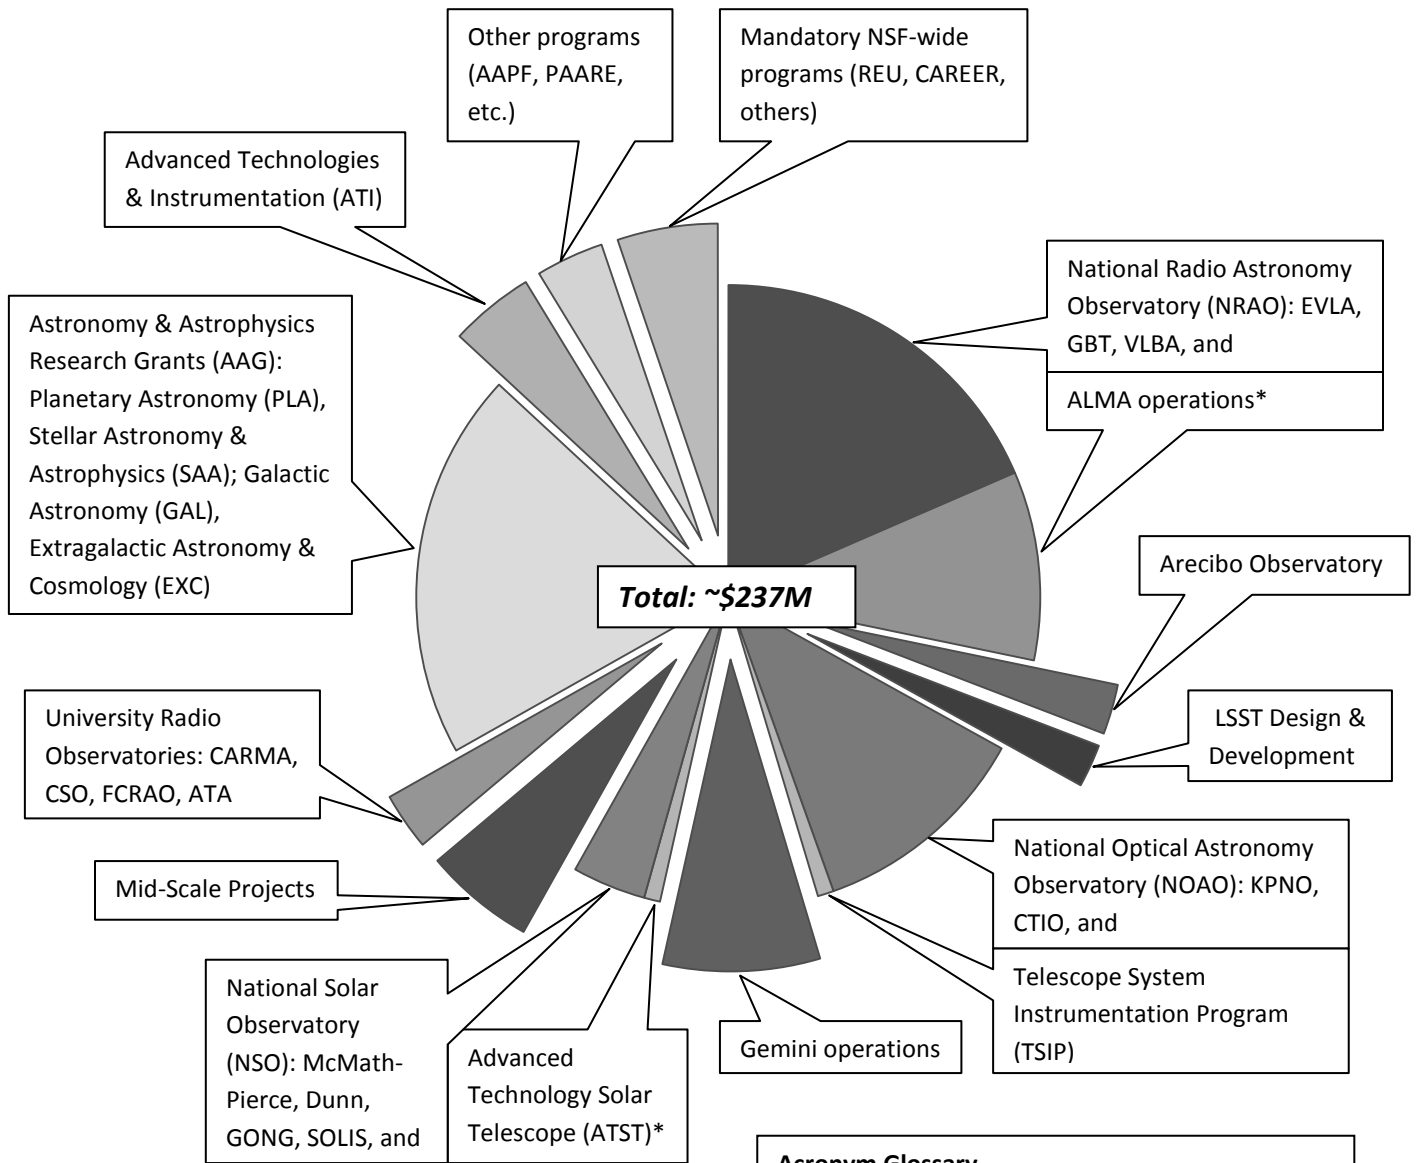 Other programs
(AAPF, PAARE,
etc.)
Mandatory NSF-wide
programs (REU, CAREER,
others)
Advanced Technologies
& Instrumentation (ATI)
National Radio Astronomy
Observatory (NRAO): EVLA,
GBT, VLBA, and
ALMA operations*
Astronomy & Astrophysics
Research Grants (AAG):
Planetary Astronomy (PLA),
Stellar Astronomy &
Astrophysics (SAA); Galactic
Astronomy (GAL),
Extragalactic Astronomy &
Cosmology (EXC)
Arecibo Observatory
Total: ~$237M
LSST Design &
Development
University Radio
Observatories: CARMA,
CSO, FCRAO, ATA
National Optical Astronomy
Observatory (NOAO): KPNO,
CTIO, and
Telescope System
Instrumentation Program
(TSIP)
Mid-Scale Projects
National Solar
Observatory
(NSO): McMath-
Pierce, Dunn,
GONG, SOLIS, and
Advanced
Technology Solar
Telescope (ATST)*
Gemini operations
Acronym Glossary